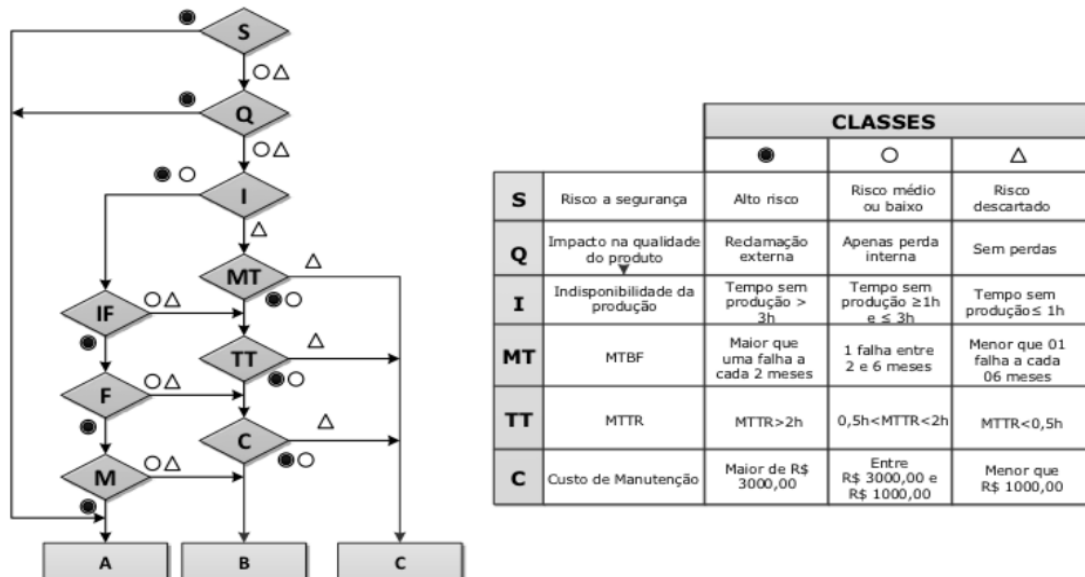 S
Q
I
MT
IF
TT
F
C
M
A
B
C
CLASSES
S
Risco a segurança
Alto risco
Risco médio
ou baixo
Risco
descartado
Q
Impacto na qualidade
do produto
Reclamação
externa
Apenas perda
interna
Sem perdas
I
Indisponibilidade da
produção
Tempo sem
produção >
3h
Tempo sem
produção ≥1h
e ≤ 3h
Tempo sem
produção≤ 1h
MT
MTBF
Maior que
uma falha a
cada 2 meses
1 falha entre
2 e 6 meses
Menor que 01
falha a cada
06 meses
TT
MTTR
MTTR>2h
0,5h<MTTR<2h
MTTR<0,5h
C
Custo de Manutenção
Maior de R$
3000,00
Entre
R$ 3000,00 e
R$ 1000,00
Menor que
R$ 1000,00